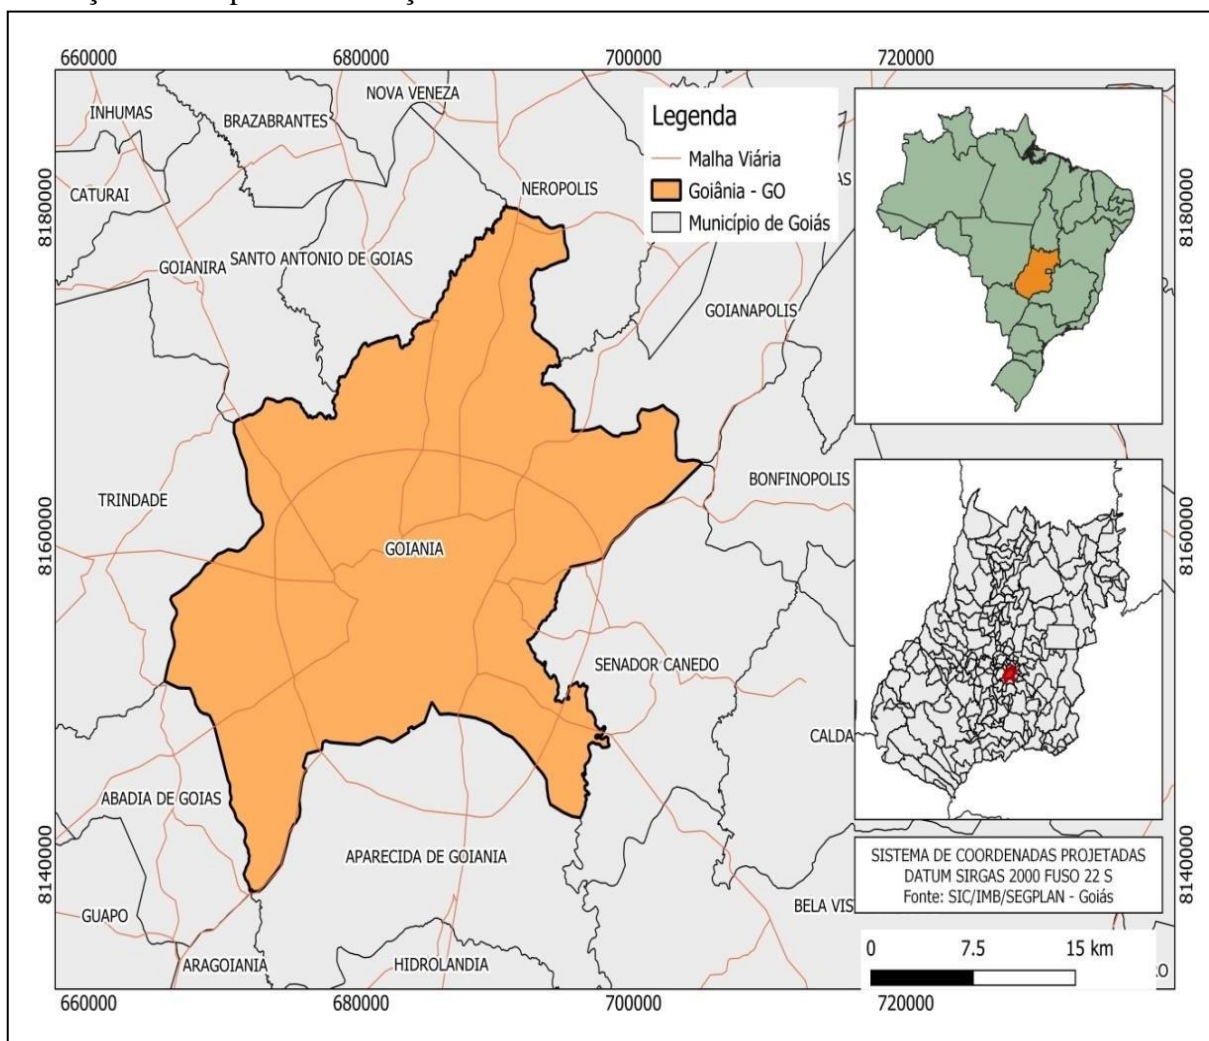 660000 680000 700000 720000
NOVA VENEZA
INHUMAS
BRAZABRANTES
Legenda
Malha Viária
Goiânia - GO
Município de Goiás
AS
CATURAI
NEROPOLIS
8180000
8180000
GOIANIRA
SANTO ANTONIO DE GOIAS
GOIANAPOLIS
TRINDADE
BONFINOPOLIS
8160000
8160000
GOIANIA
SENADOR CANEDO
CALDA
ABADIA DE GOIAS
APARECIDA DE GOIANIA
8140000
8140000
SISTEMA DE COORDENADAS PROJETADAS
DATUM SIRGAS 2000 FUSO 22 S
Fonte: SIC/IMB/SEGPLAN - Goiás
GUAPO
BELA VIS
ARAGOIANIA
HIDROLANDIA
0 7.5 15 km
RO
660000 680000 700000 720000